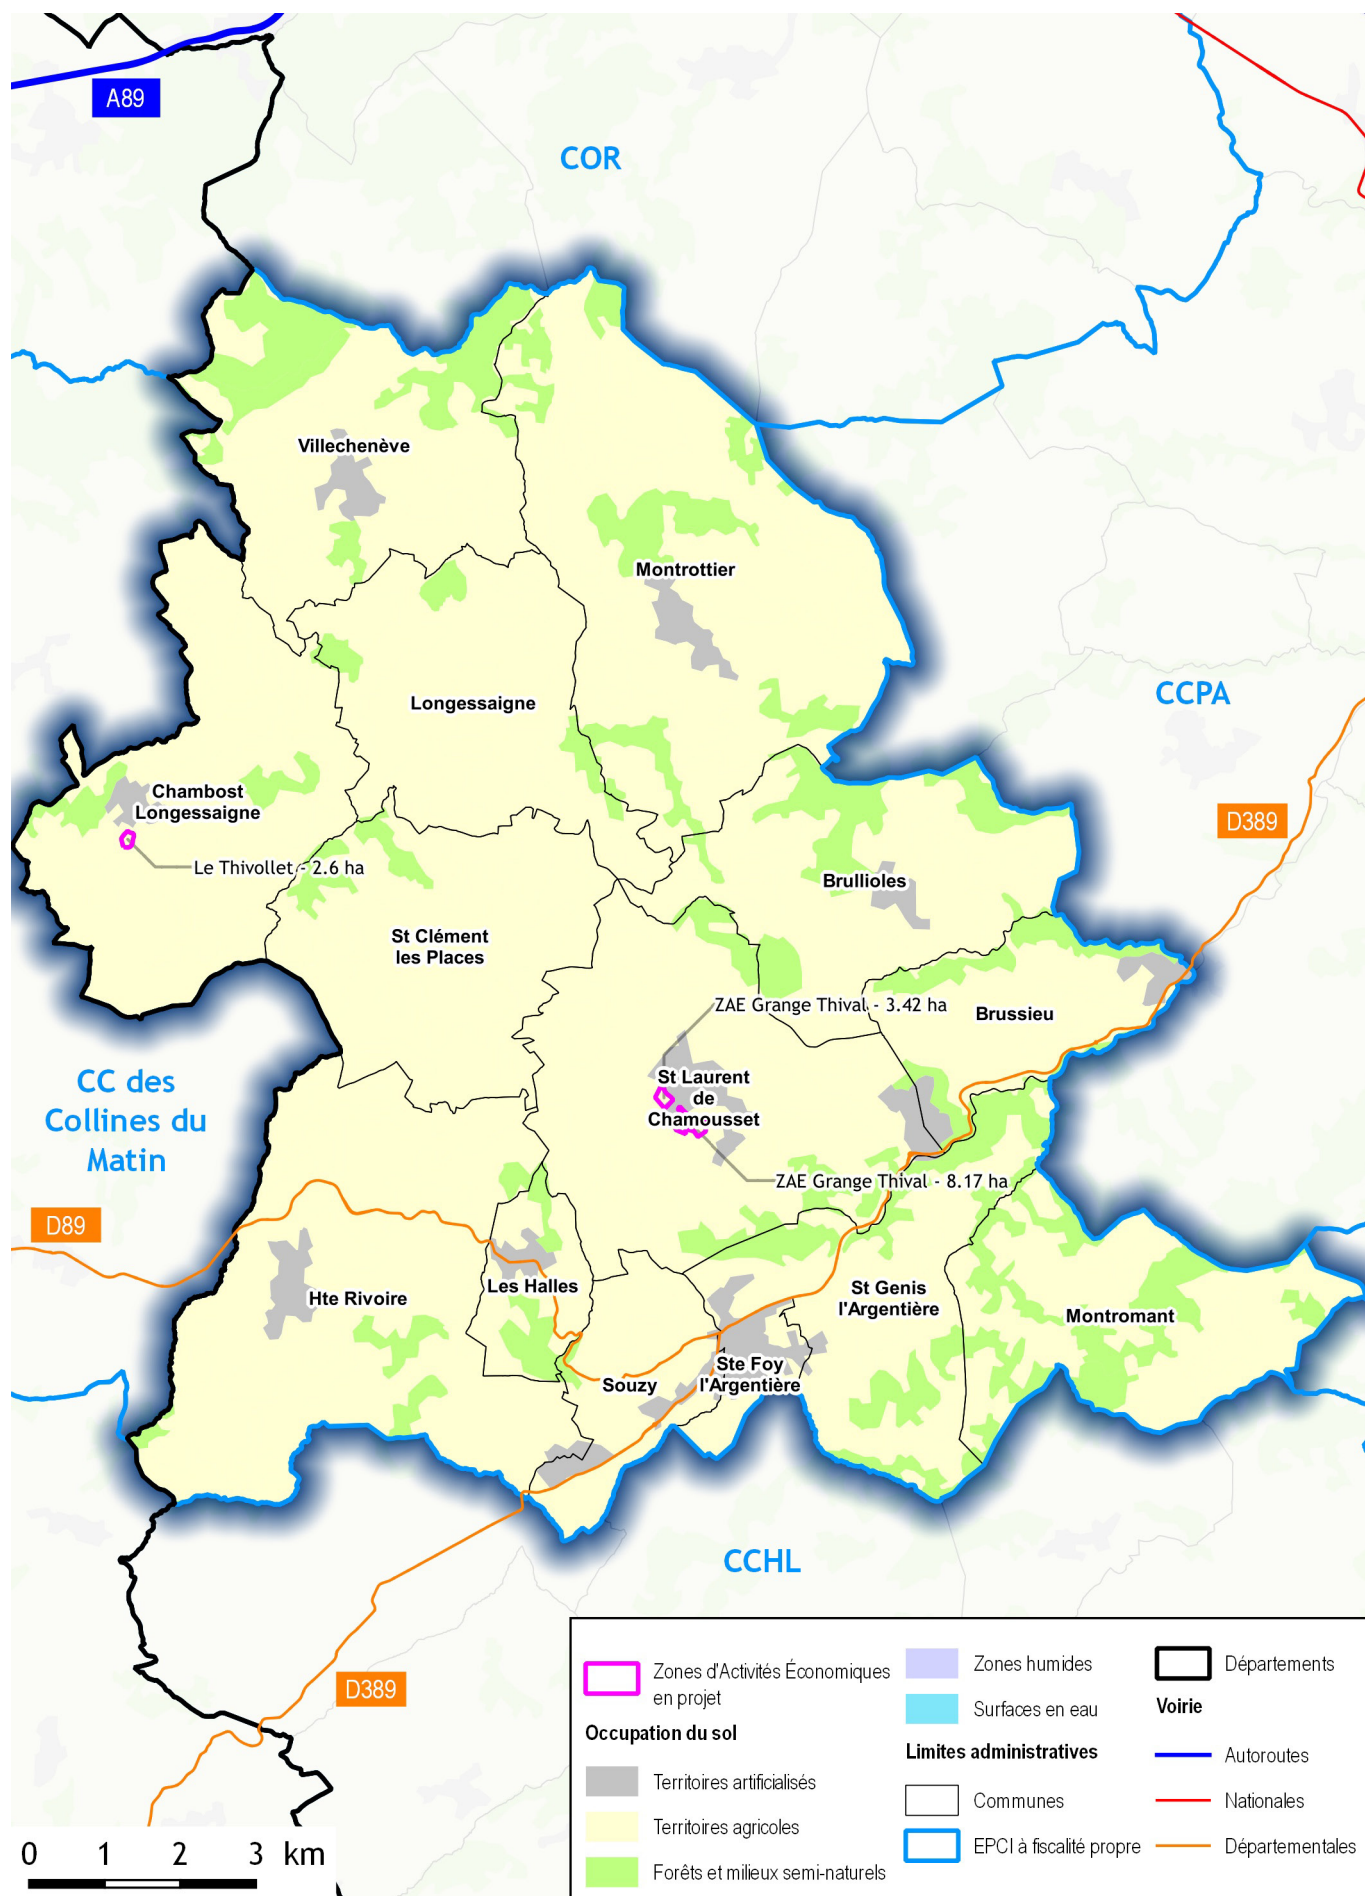 A89
COR
Villechenève
Montrottier
Longessaigne
CCPA
Chambost
Longessaigne
D389
Le Thivollet - 2.6 ha
Brullioles
St Clément
les Places
ZAE Grange Thival - 3.42 ha
Brussieu
CC des
Collines du
Matin
St Laurent
de
Chamousset
ZAE Grange Thival - 8.17 ha
D89
Hte Rivoire
Les Halles
St Genis
l'Argentière
Montromant
Souzy
Ste Foy
l'Argentière
CCHL
D389
Zones d'Activités Économiques
en projet
Occupation du sol
Territoires artificialisés
Territoires agricoles
Forêts et milieux semi-naturels
Zones humides
Surfaces en eau
Limites administratives
Communes
EPCI à fiscalité propre
Départements
Voirie
Autoroutes
Nationales
Départementales
0 1 2 3 km